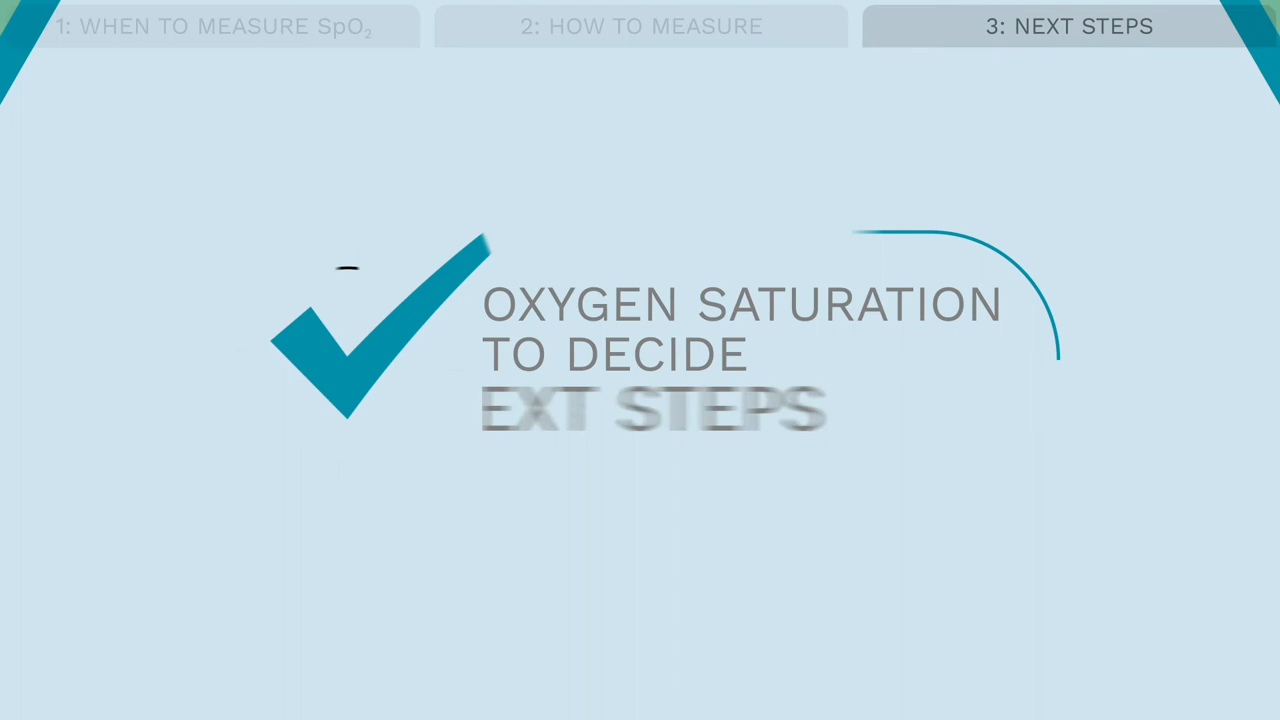 1: WHEN TO MEASURE SpO₂
2: HOW TO MEASURE
3: NEXT STEPS
OXYGEN SATURATION
TO DECIDE
EXT STEPS